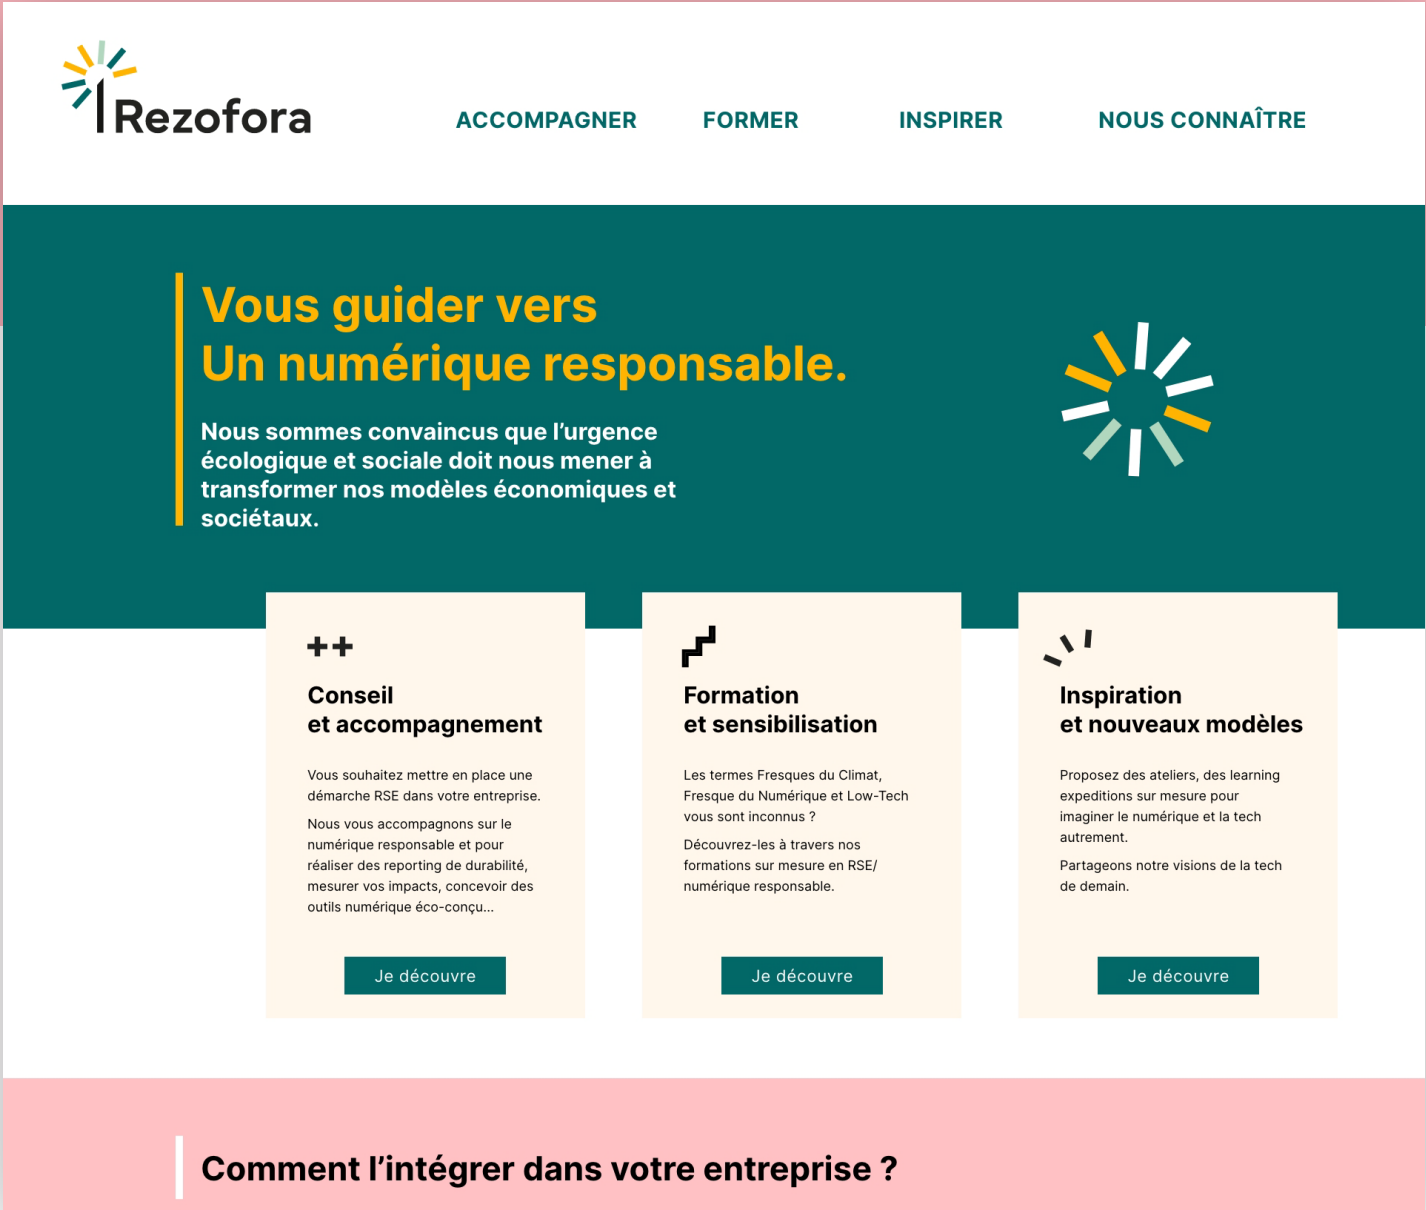 Rezofora
ACCOMPAGNER
FORMER
INSPIRER
NOUS CONNAÎTRE
Vous guider vers
Un numérique responsable.
Nous sommes convaincus que l’urgence
écologique et sociale doit nous mener à
transformer nos modèles économiques et
sociétaux.
Conseil
et accompagnement
Vous souhaitez mettre en place une
démarche RSE dans votre entreprise.
Nous vous accompagnons sur le
numérique responsable et pour
réaliser des reporting de durabilité,
mesurer vos impacts, concevoir des
outils numérique éco-conçu...
Je découvre
Formation
et sensibilisation
Les termes Fresques du Climat,
Fresque du Numérique et Low-Tech
vous sont inconnus ?
Découvrez-les à travers nos
formations sur mesure en RSE/
numérique responsable.
Je découvre
Inspiration
et nouveaux modèles
Proposez des ateliers, des learning
expeditions sur mesure pour
imaginer le numérique et la tech
autrement.
Partageons notre visions de la tech
de demain.
Je découvre
Comment l’intégrer dans votre entreprise ?